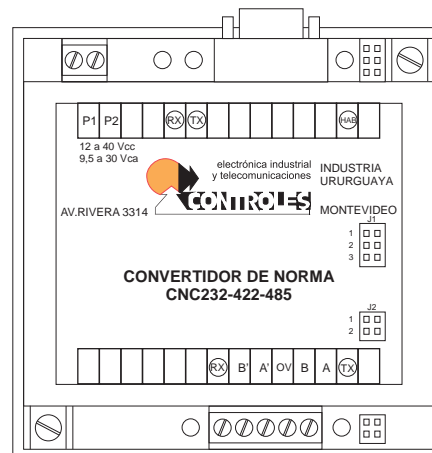 P1 P2 RX TX HAB
12 a 40 Vcc
9,5 a 30 Vca
electrónica industrial
y telecomunicaciones
CONTROLES
INDUSTRIA
URURGUAYA
AV.RIVERA 3314
MONTEVIDEO
J1
1
2
3
CONVERTIDOR DE NORMA
CNC232-422-485
J2
1
2
RX B' A' OV B A TX